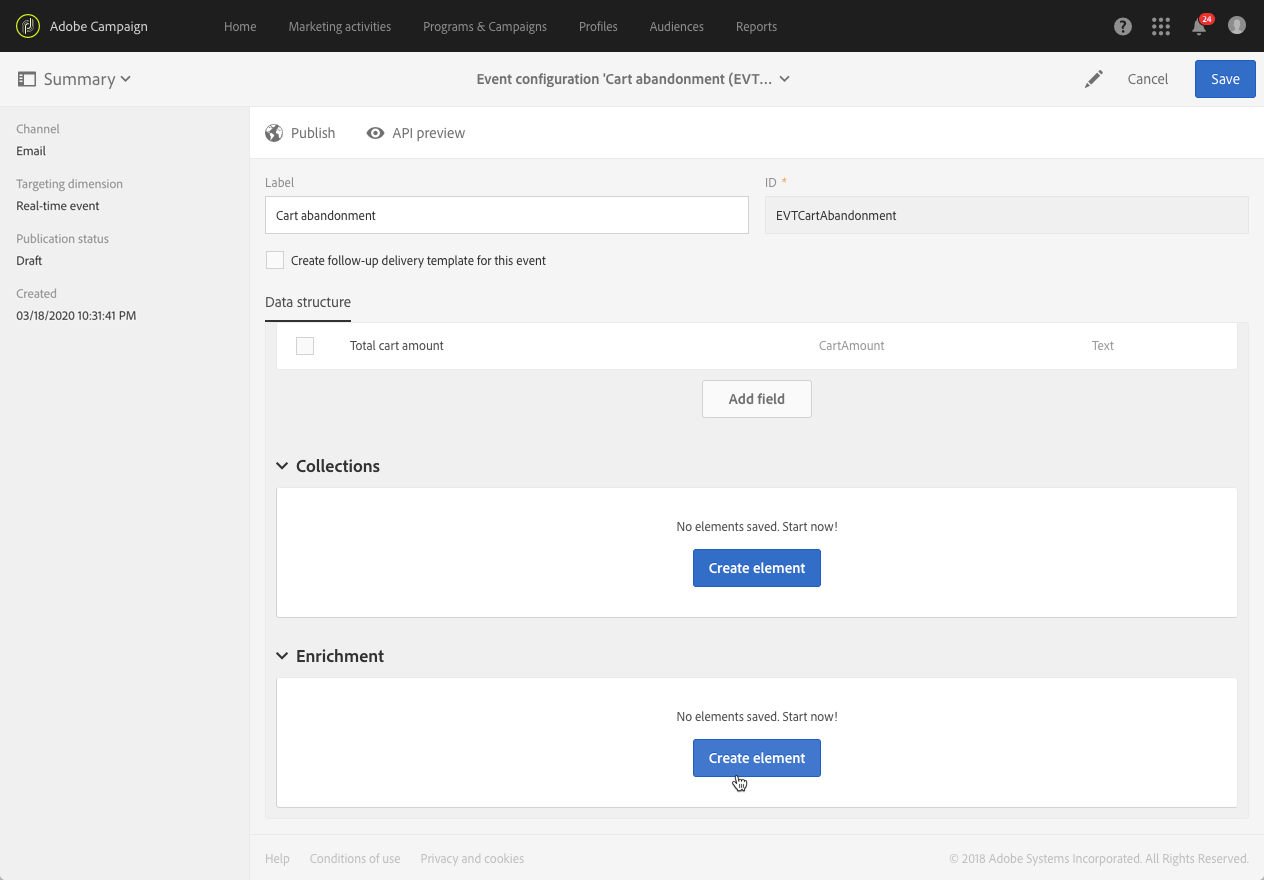 Adobe Campaign
Home Marketing activities Programs & Campaigns Profiles Audiences Reports
24
Summary
Event configuration 'Cart abandonment (EVT...
Cancel
Save
Channel
Email
Targeting dimension
Real-time event
Publication status
Draft
Created
03/18/2020 10:31:41 PM
Publish API preview
Label
Cart abandonment
ID *
EVTCartAbandonment
Create follow-up delivery template for this event
Data structure
Total cart amount CartAmount Text
Add field
Collections
No elements saved. Start now!
Create element
Enrichment
No elements saved. Start now!
Create element
Help Conditions of use Privacy and cookies
© 2018 Adobe Systems Incorporated. All Rights Reserved.